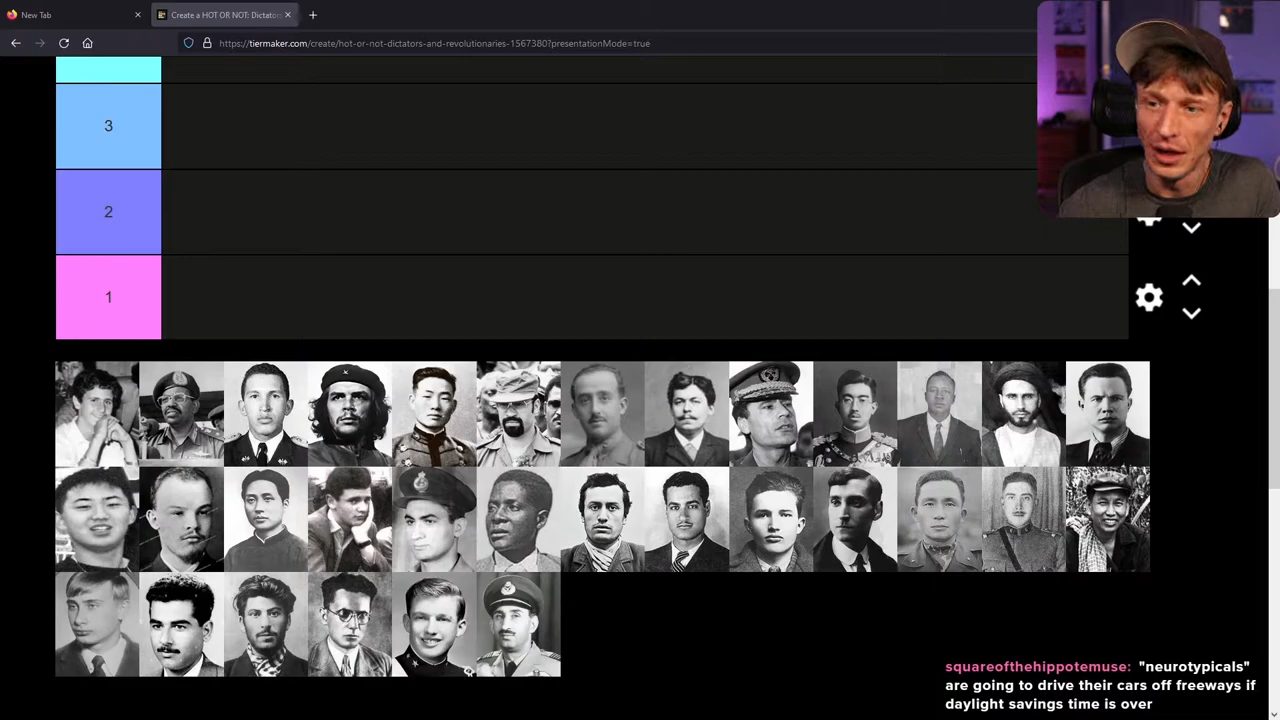 New Tab
Create a HOT OR NOT: Dictators
https://tiermaker.com/create/hot-or-not-dictators-and-revolutionaries-1567380?presentationMode=true
3
2
1
squareofthehippotemuse: "neurotypicals"
are going to drive their cars off freeways if
daylight savings time is over